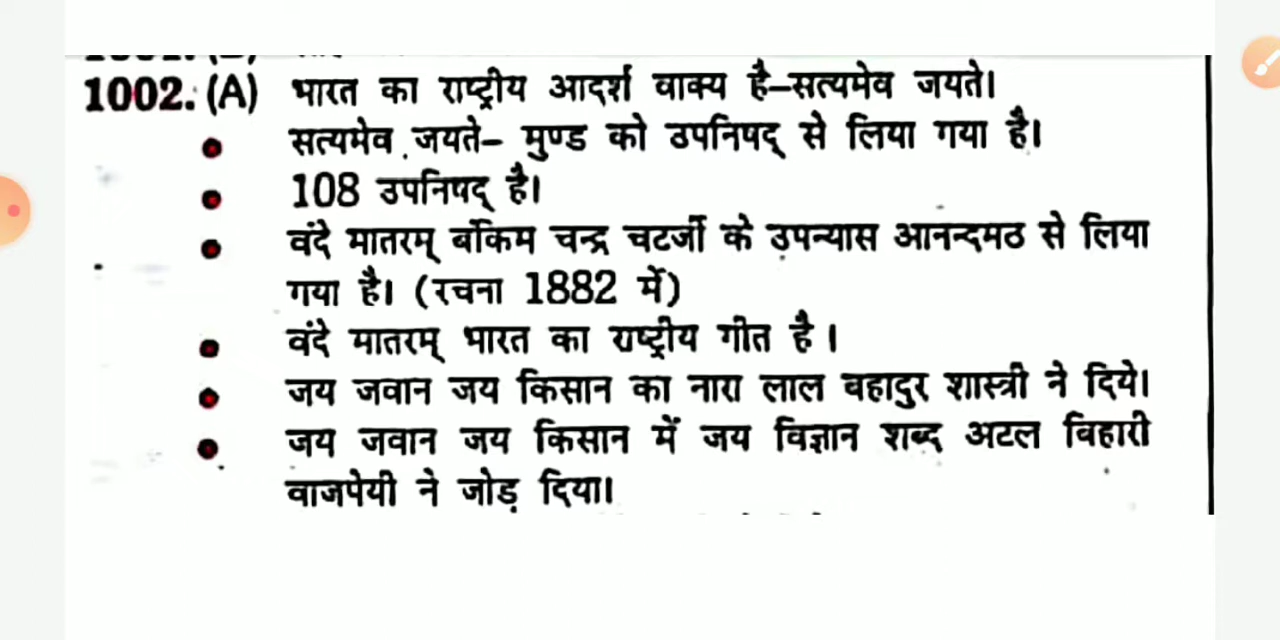 1002. (A) भारत का राष्ट्रीय आदर्श वाक्य है–सत्यमेव जयते।
● सत्यमेव जयते– मुण्ड को उपनिषद् से लिया गया है।
● 108 उपनिषद् है।
● वंदे मातरम् बंकिम चन्द्र चटर्जी के उपन्यास आनन्दमठ से लिया
गया है। (रचना 1882 में)
● वंदे मातरम् भारत का राष्ट्रीय गीत है ।
● जय जवान जय किसान का नारा लाल बहादुर शास्त्री ने दिये।
● जय जवान जय किसान में जय विज्ञान शब्द अटल बिहारी
वाजपेयी ने जोड़ दिया।